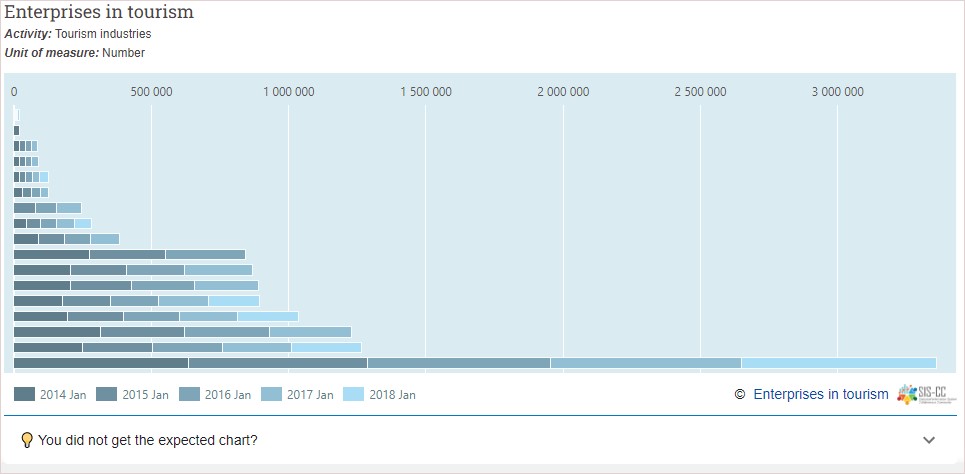 Enterprises in tourism
Activity: Tourism industries
Unit of measure: Number
0 500 000 1 000 000 1 500 000 2 000 000 2 500 000 3 000 000
2014 Jan 2015 Jan 2016 Jan 2017 Jan 2018 Jan
© Enterprises in tourism SIS-CC
You did not get the expected chart?